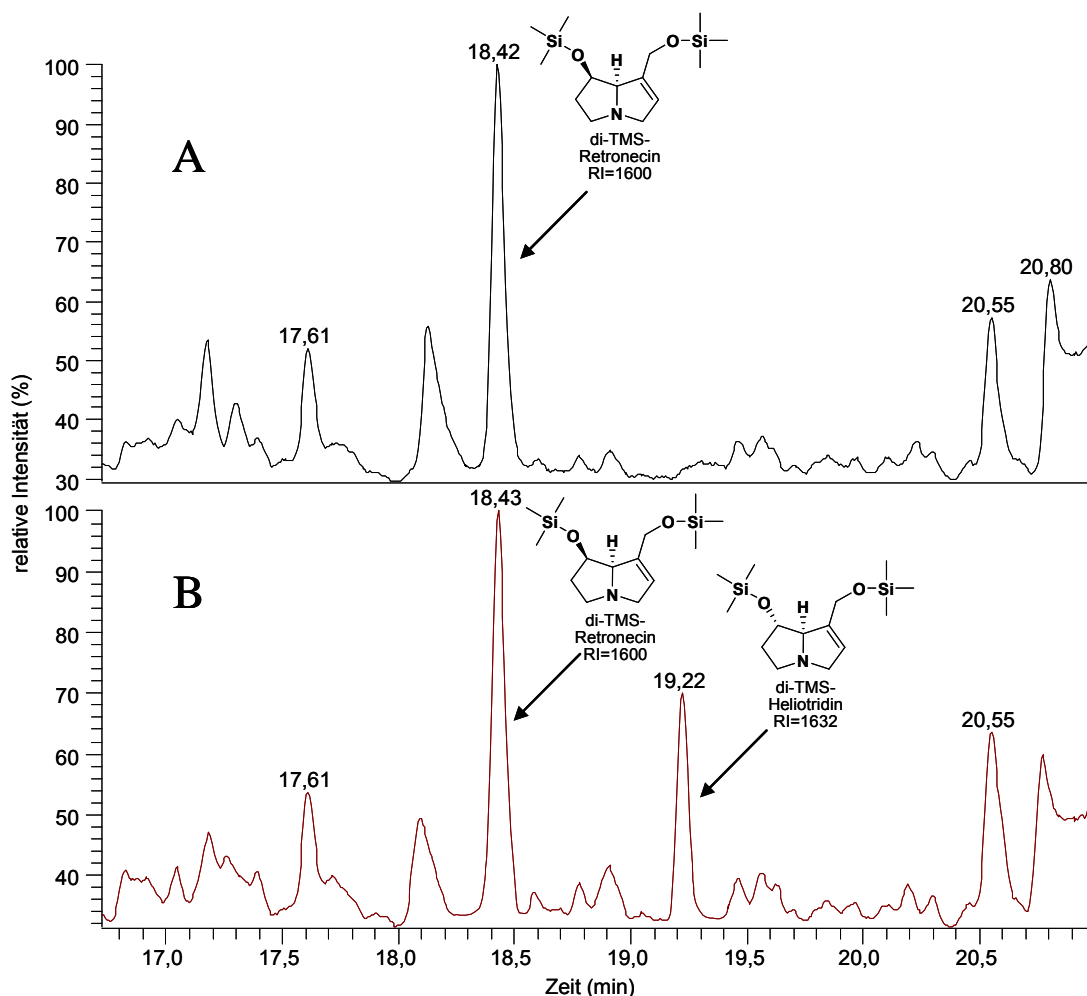 Si
O
H
O
Si
N
18,42
di-TMS-
Retronecin
RI=1600
A
100
90
80
70
60
50
40
30
17,61
20,55
20,80
relative Intensität (%)
18,43
Si
O
H
O
Si
N
di-TMS-
Retronecin
RI=1600
B
100
90
80
70
60
50
40
Si
O
H
O
Si
N
di-TMS-
Heliotridin
RI=1632
17,61
19,22
20,55
17,0
17,5
18,0
18,5
19,0
19,5
20,0
20,5
Zeit (min)